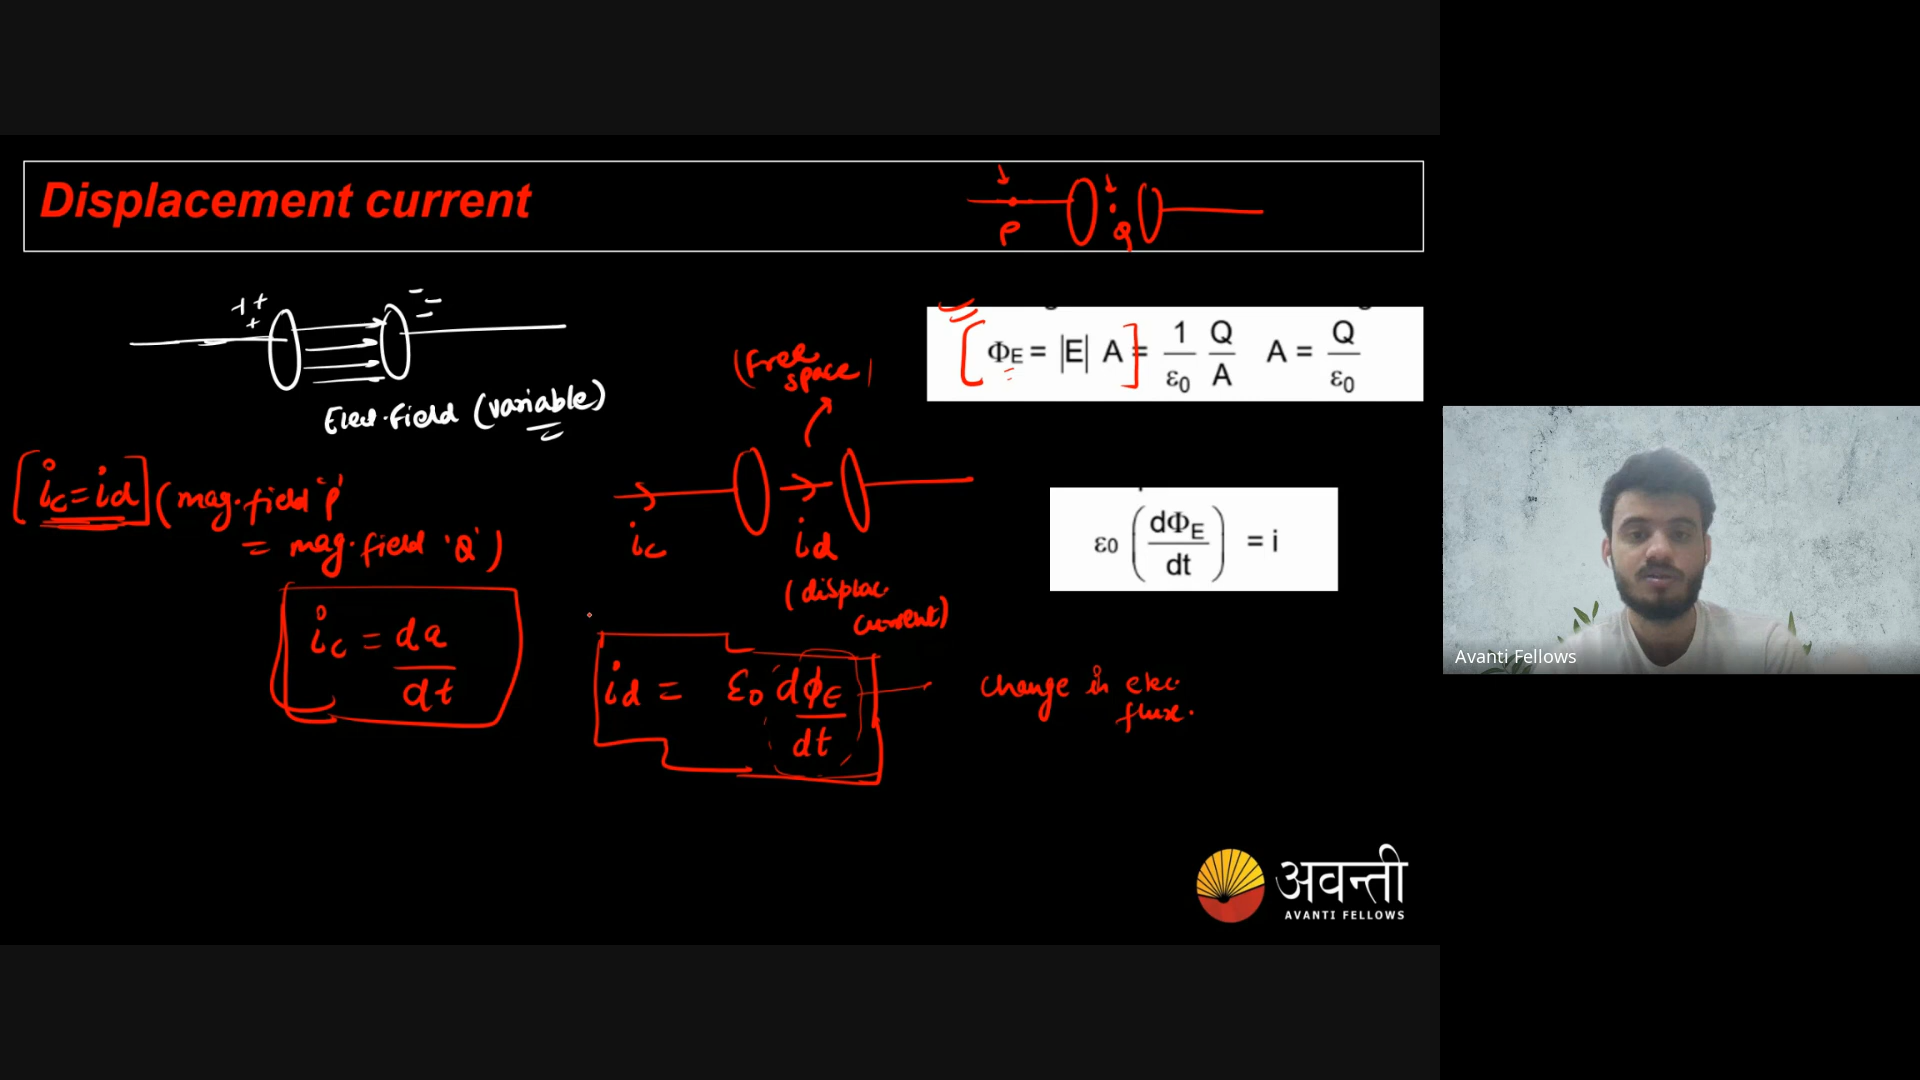 Displacement current
P
Q
+ +
+
- -
-
Elect. field (variable)
(Free space)
ΦE = |E| A = 1/ε0 Q/A A = Q/ε0
[ic = id] (mag. field 'P'
= mag. field 'Q')
ic
id
(displac. current)
ε0 (dΦE/dt) = i
ic = dq/dt
id = ε0 dϕE/dt
change in elec. flux.
Avanti Fellows
अवन्ती
AVANTI FELLOWS